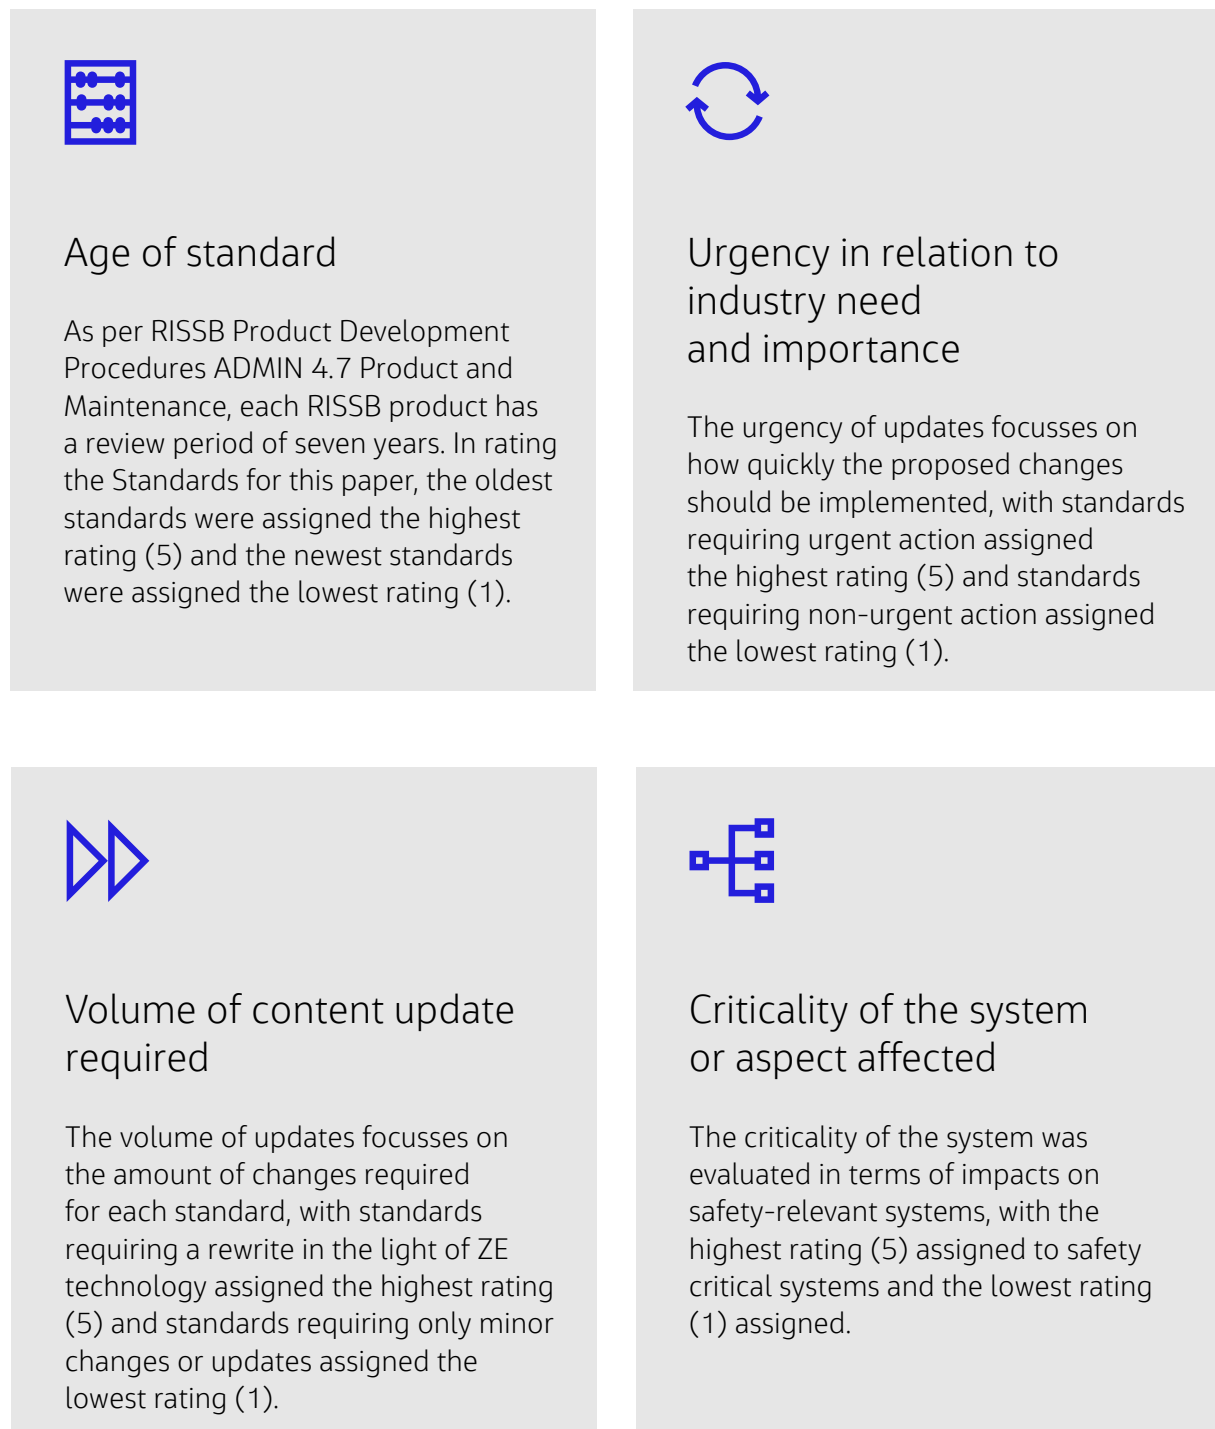 Age of standard
As per RISSB Product Development
Procedures ADMIN 4.7 Product and
Maintenance, each RISSB product has
a review period of seven years. In rating
the Standards for this paper, the oldest
standards were assigned the highest
rating (5) and the newest standards
were assigned the lowest rating (1).
Urgency in relation to
industry need
and importance
The urgency of updates focusses on
how quickly the proposed changes
should be implemented, with standards
requiring urgent action assigned
the highest rating (5) and standards
requiring non-urgent action assigned
the lowest rating (1).
Volume of content update
required
The volume of updates focusses on
the amount of changes required
for each standard, with standards
requiring a rewrite in the light of ZE
technology assigned the highest rating
(5) and standards requiring only minor
changes or updates assigned the
lowest rating (1).
Criticality of the system
or aspect affected
The criticality of the system was
evaluated in terms of impacts on
safety-relevant systems, with the
highest rating (5) assigned to safety
critical systems and the lowest rating
(1) assigned.